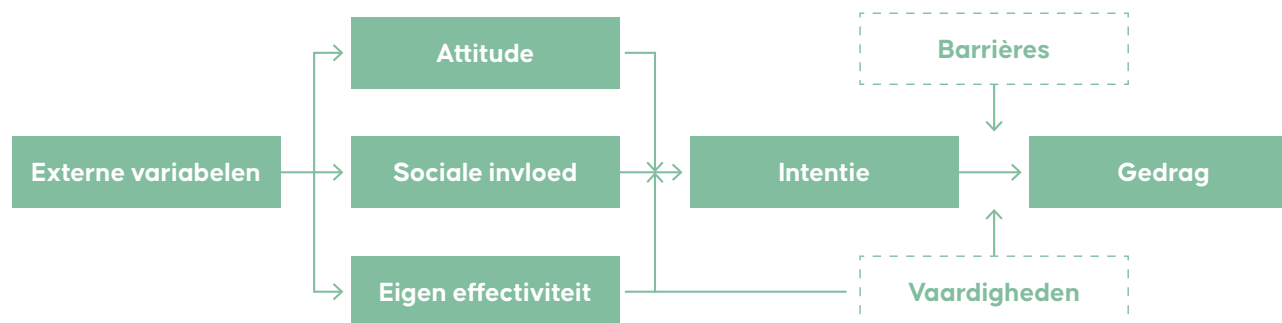 Attitude
Barrières
Externe variabelen
Sociale invloed
Intentie
Gedrag
Eigen effectiviteit
Vaardigheden